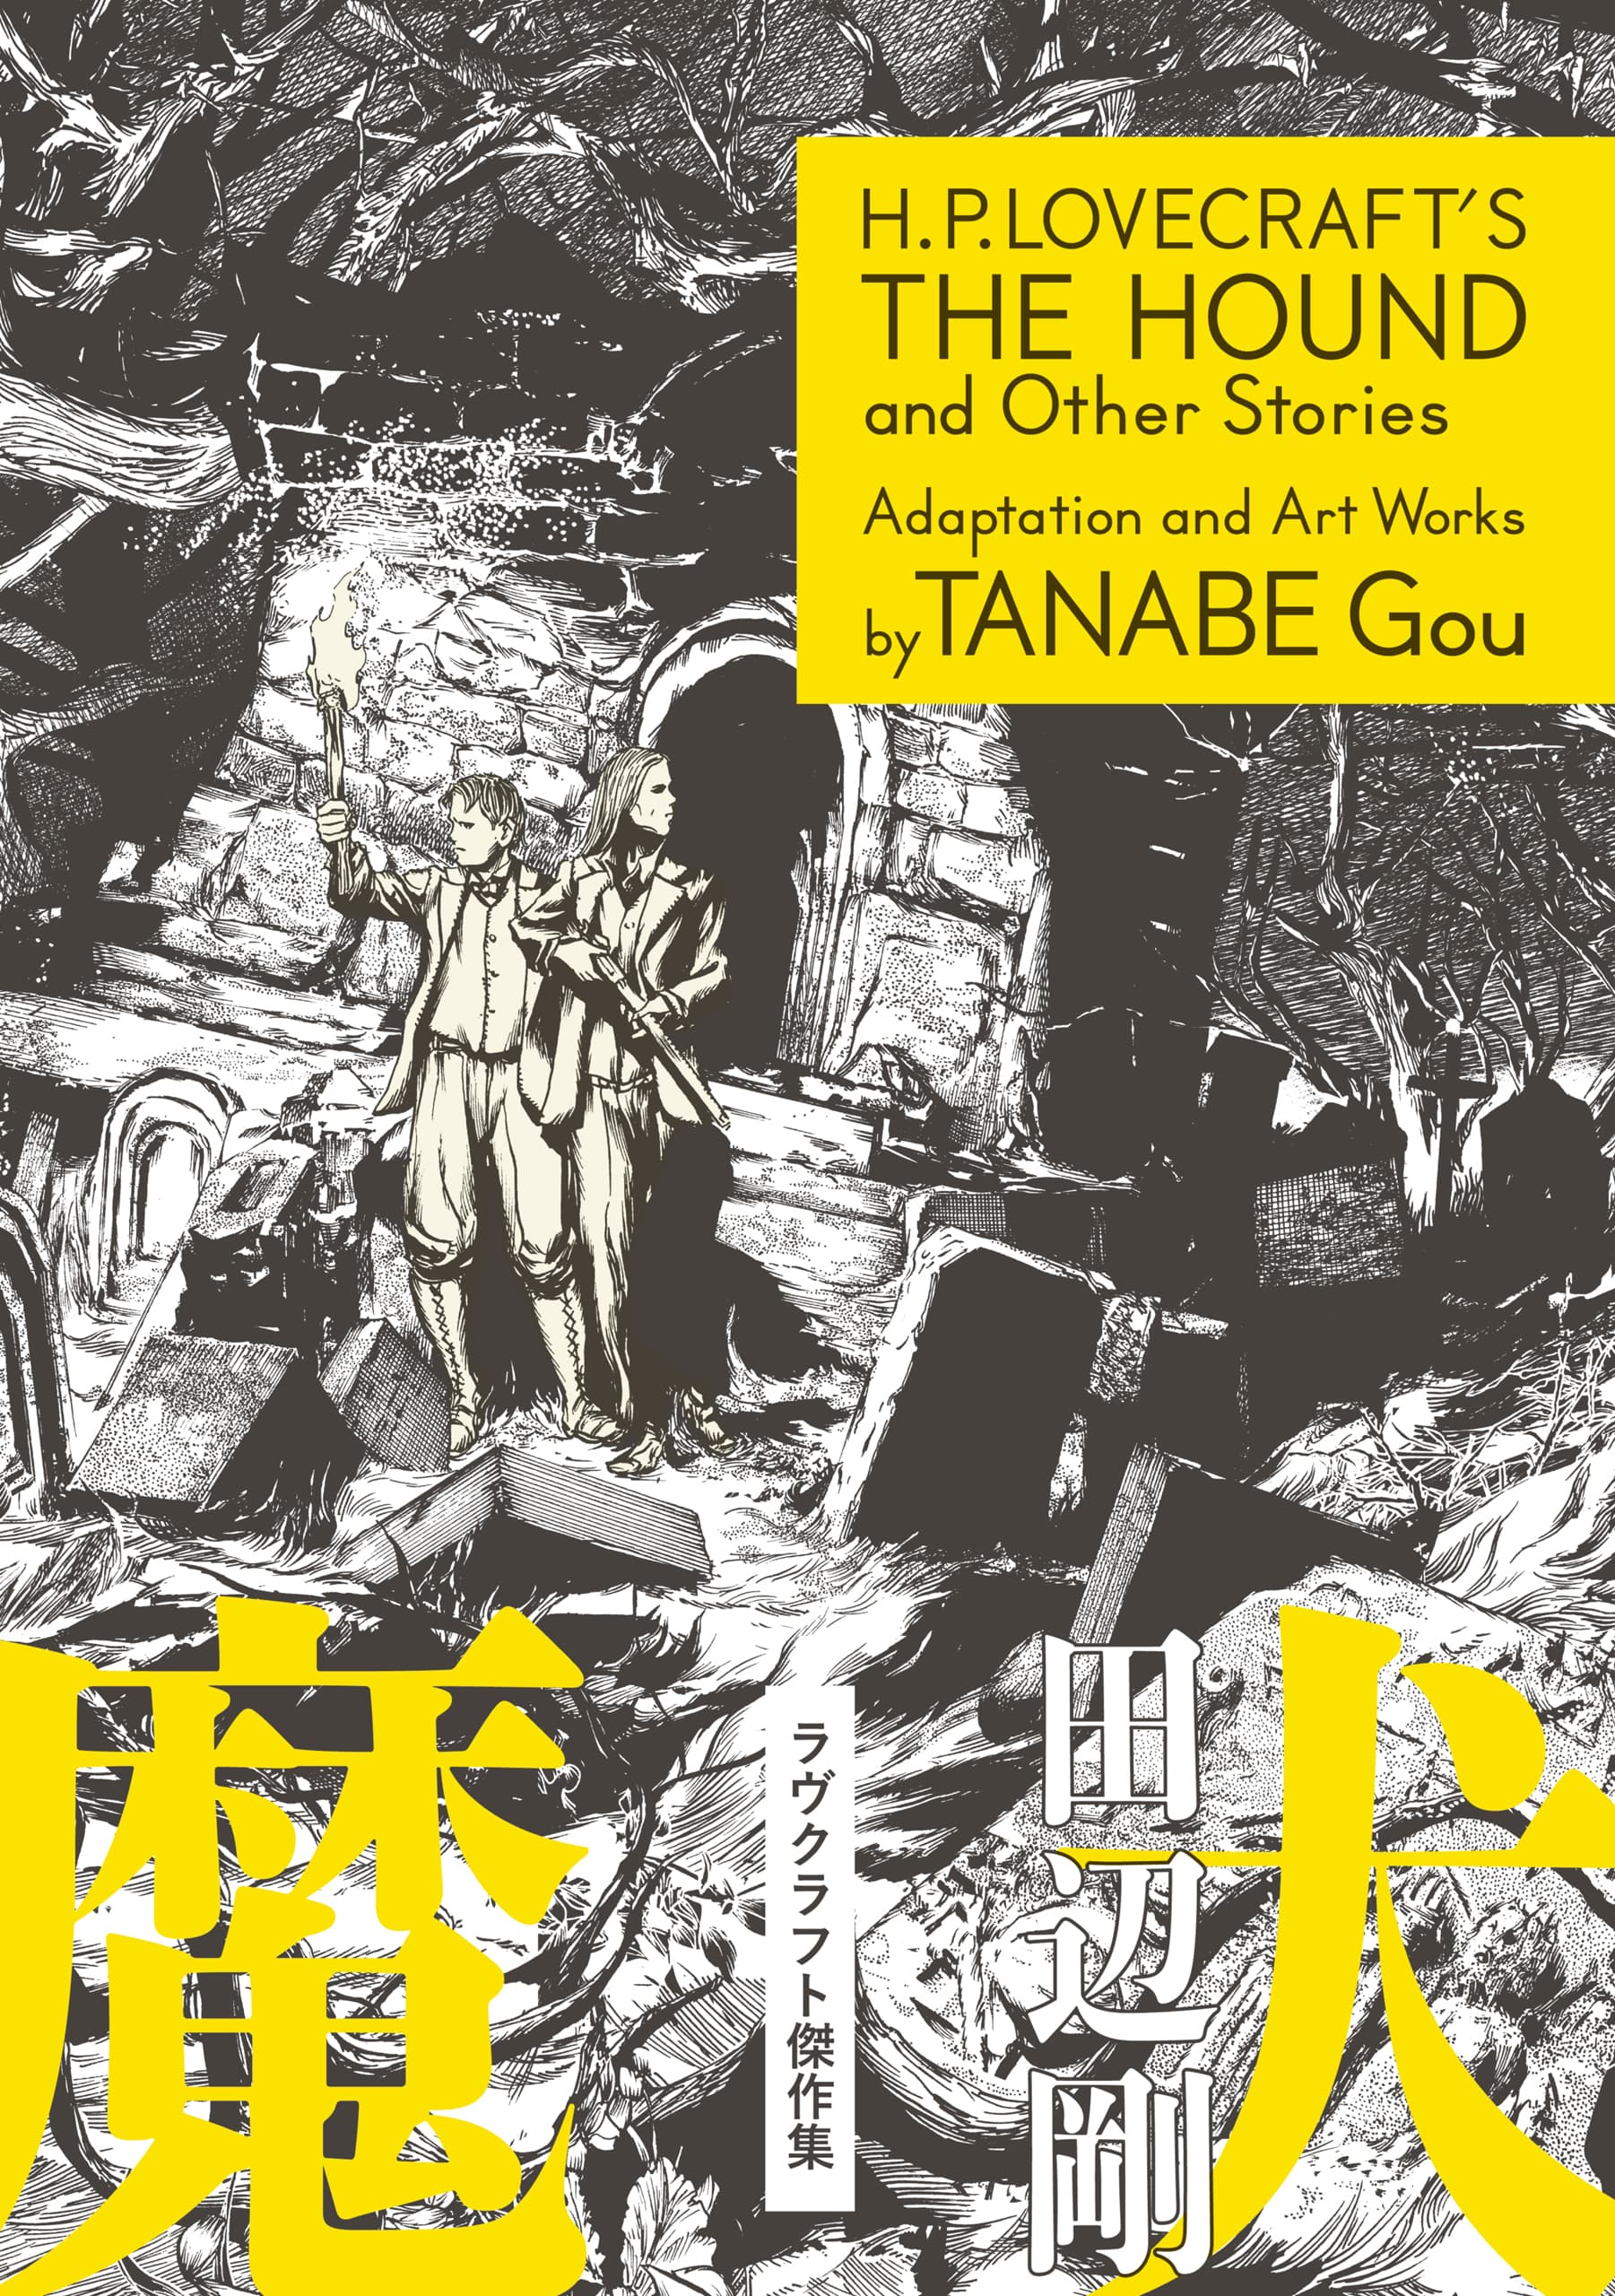 H.P.LOVECRAFT'S
THE HOUND
and Other Stories
Adaptation and Art Works
by TANABE Gou
魔犬
ラヴクラフト傑作集
田辺剛